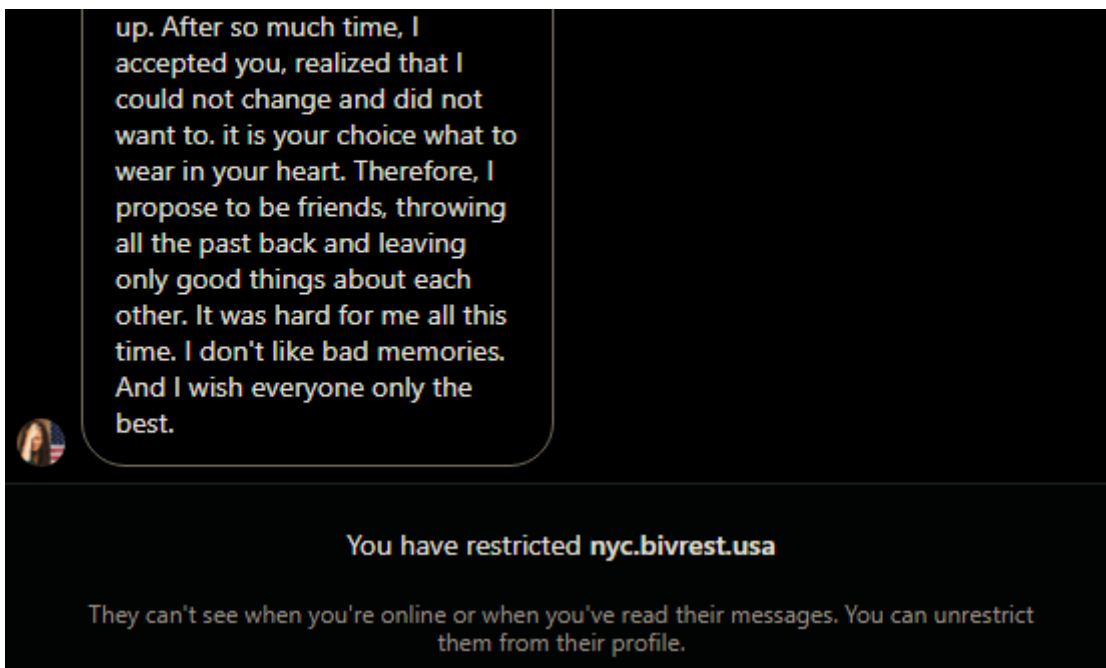 up. After so much time, I
accepted you, realized that I
could not change and did not
want to. it is your choice what to
wear in your heart. Therefore, I
propose to be friends, throwing
all the past back and leaving
only good things about each
other. It was hard for me all this
time. I don't like bad memories.
And I wish everyone only the
best.
You have restricted nyc.bivrest.usa
They can't see when you're online or when you've read their messages. You can unrestrict
them from their profile.